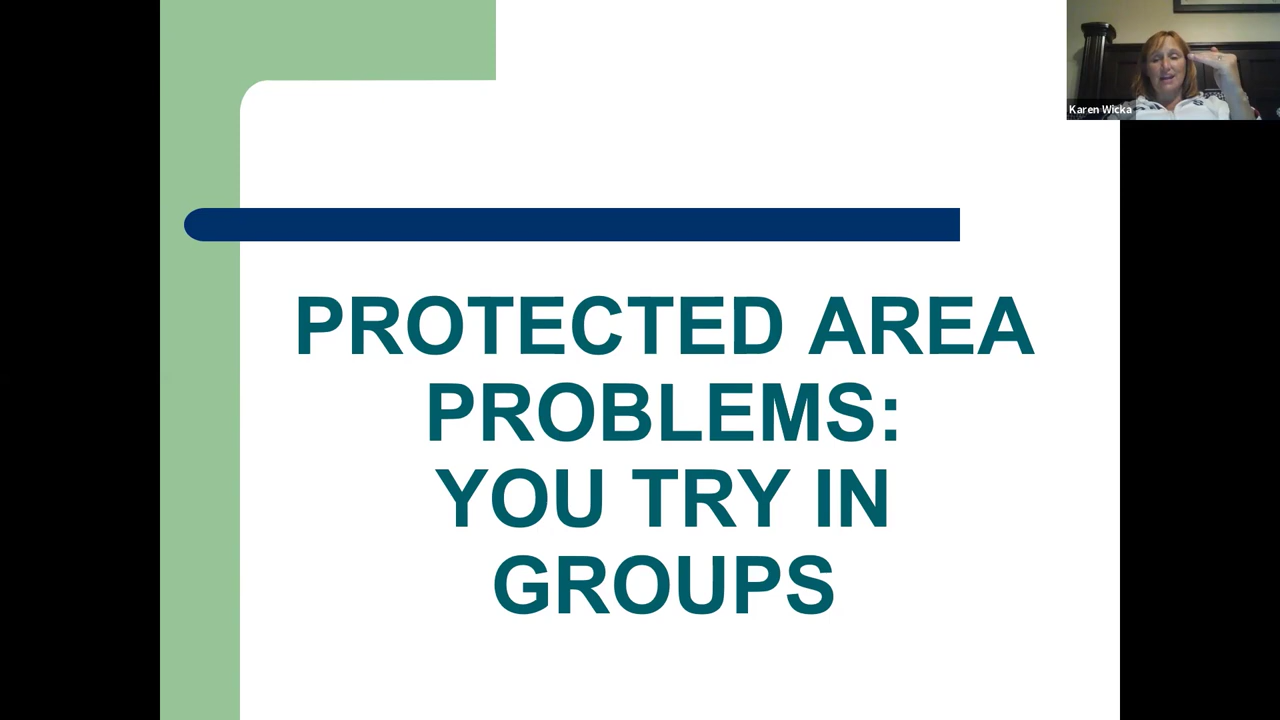 Karen Wicka
PROTECTED AREA
PROBLEMS:
YOU TRY IN
GROUPS